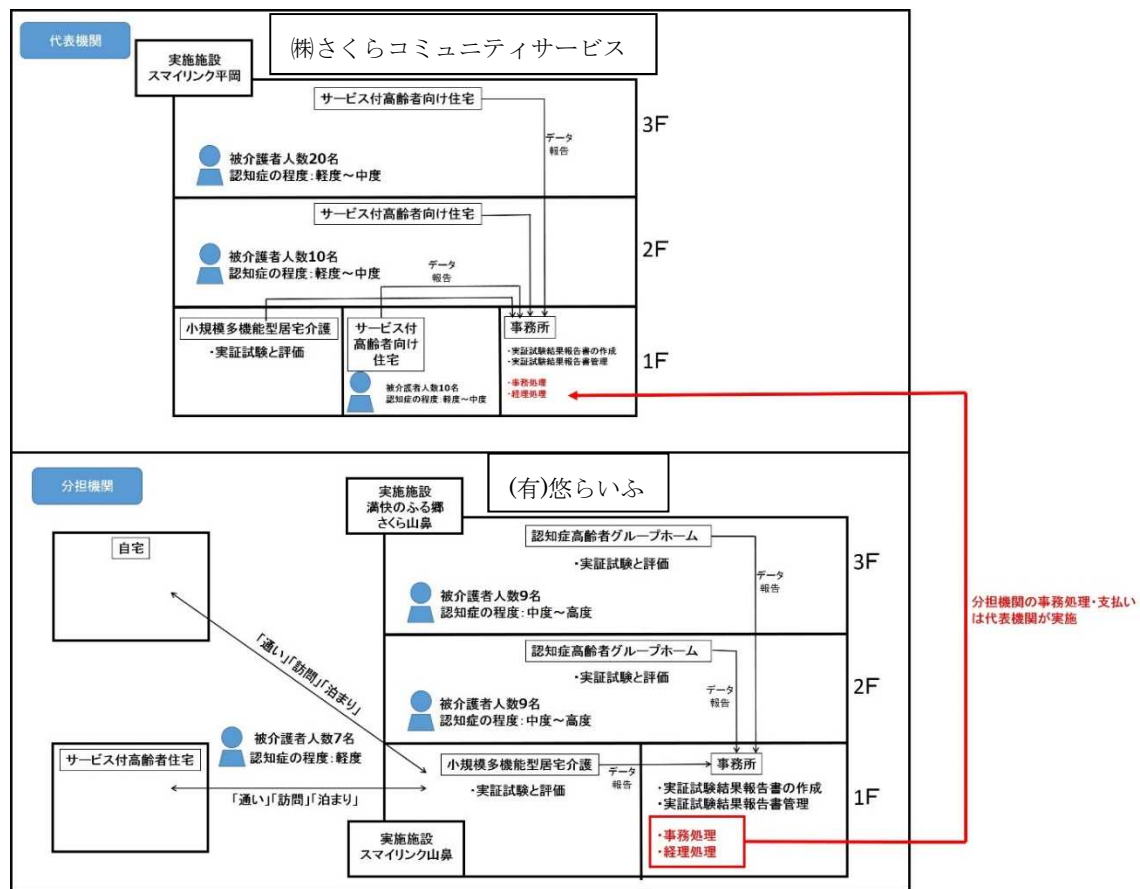 代表機関
㈱さくらコミュニティサービス
実施施設
スマイリンク平岡
サービス付高齢者向け住宅
データ
報告
3F
被介護者人数20名
認知症の程度:軽度～中度
サービス付高齢者向け住宅
2F
被介護者人数10名
認知症の程度:軽度～中度
データ
報告
小規模多機能型居宅介護
・実証試験と評価
サービス付
高齢者向け
住宅
被介護者人数10名
認知症の程度:軽度～中度
事務所
・実証試験結果報告書の作成
・実証試験結果報告書管理
・事務処理
・経理処理
1F
分担機関
(有)悠らいふ
実施施設
満快のふる郷
さくら山鼻
自宅
認知症高齢者グループホーム
・実証試験と評価
データ
報告
3F
被介護者人数9名
認知症の程度:中度～高度
分担機関の事務処理・支払い
は代表機関が実施
認知症高齢者グループホーム
・実証試験と評価
データ
報告
2F
被介護者人数9名
認知症の程度:中度～高度
「通い」「訪問」「泊まり」
被介護者人数7名
認知症の程度:軽度
サービス付高齢者住宅
「通い」「訪問」「泊まり」
小規模多機能型居宅介護
・実証試験と評価
データ
報告
事務所
・実証試験結果報告書の作成
・実証試験結果報告書管理
・事務処理
・経理処理
1F
実施施設
スマイリンク山鼻